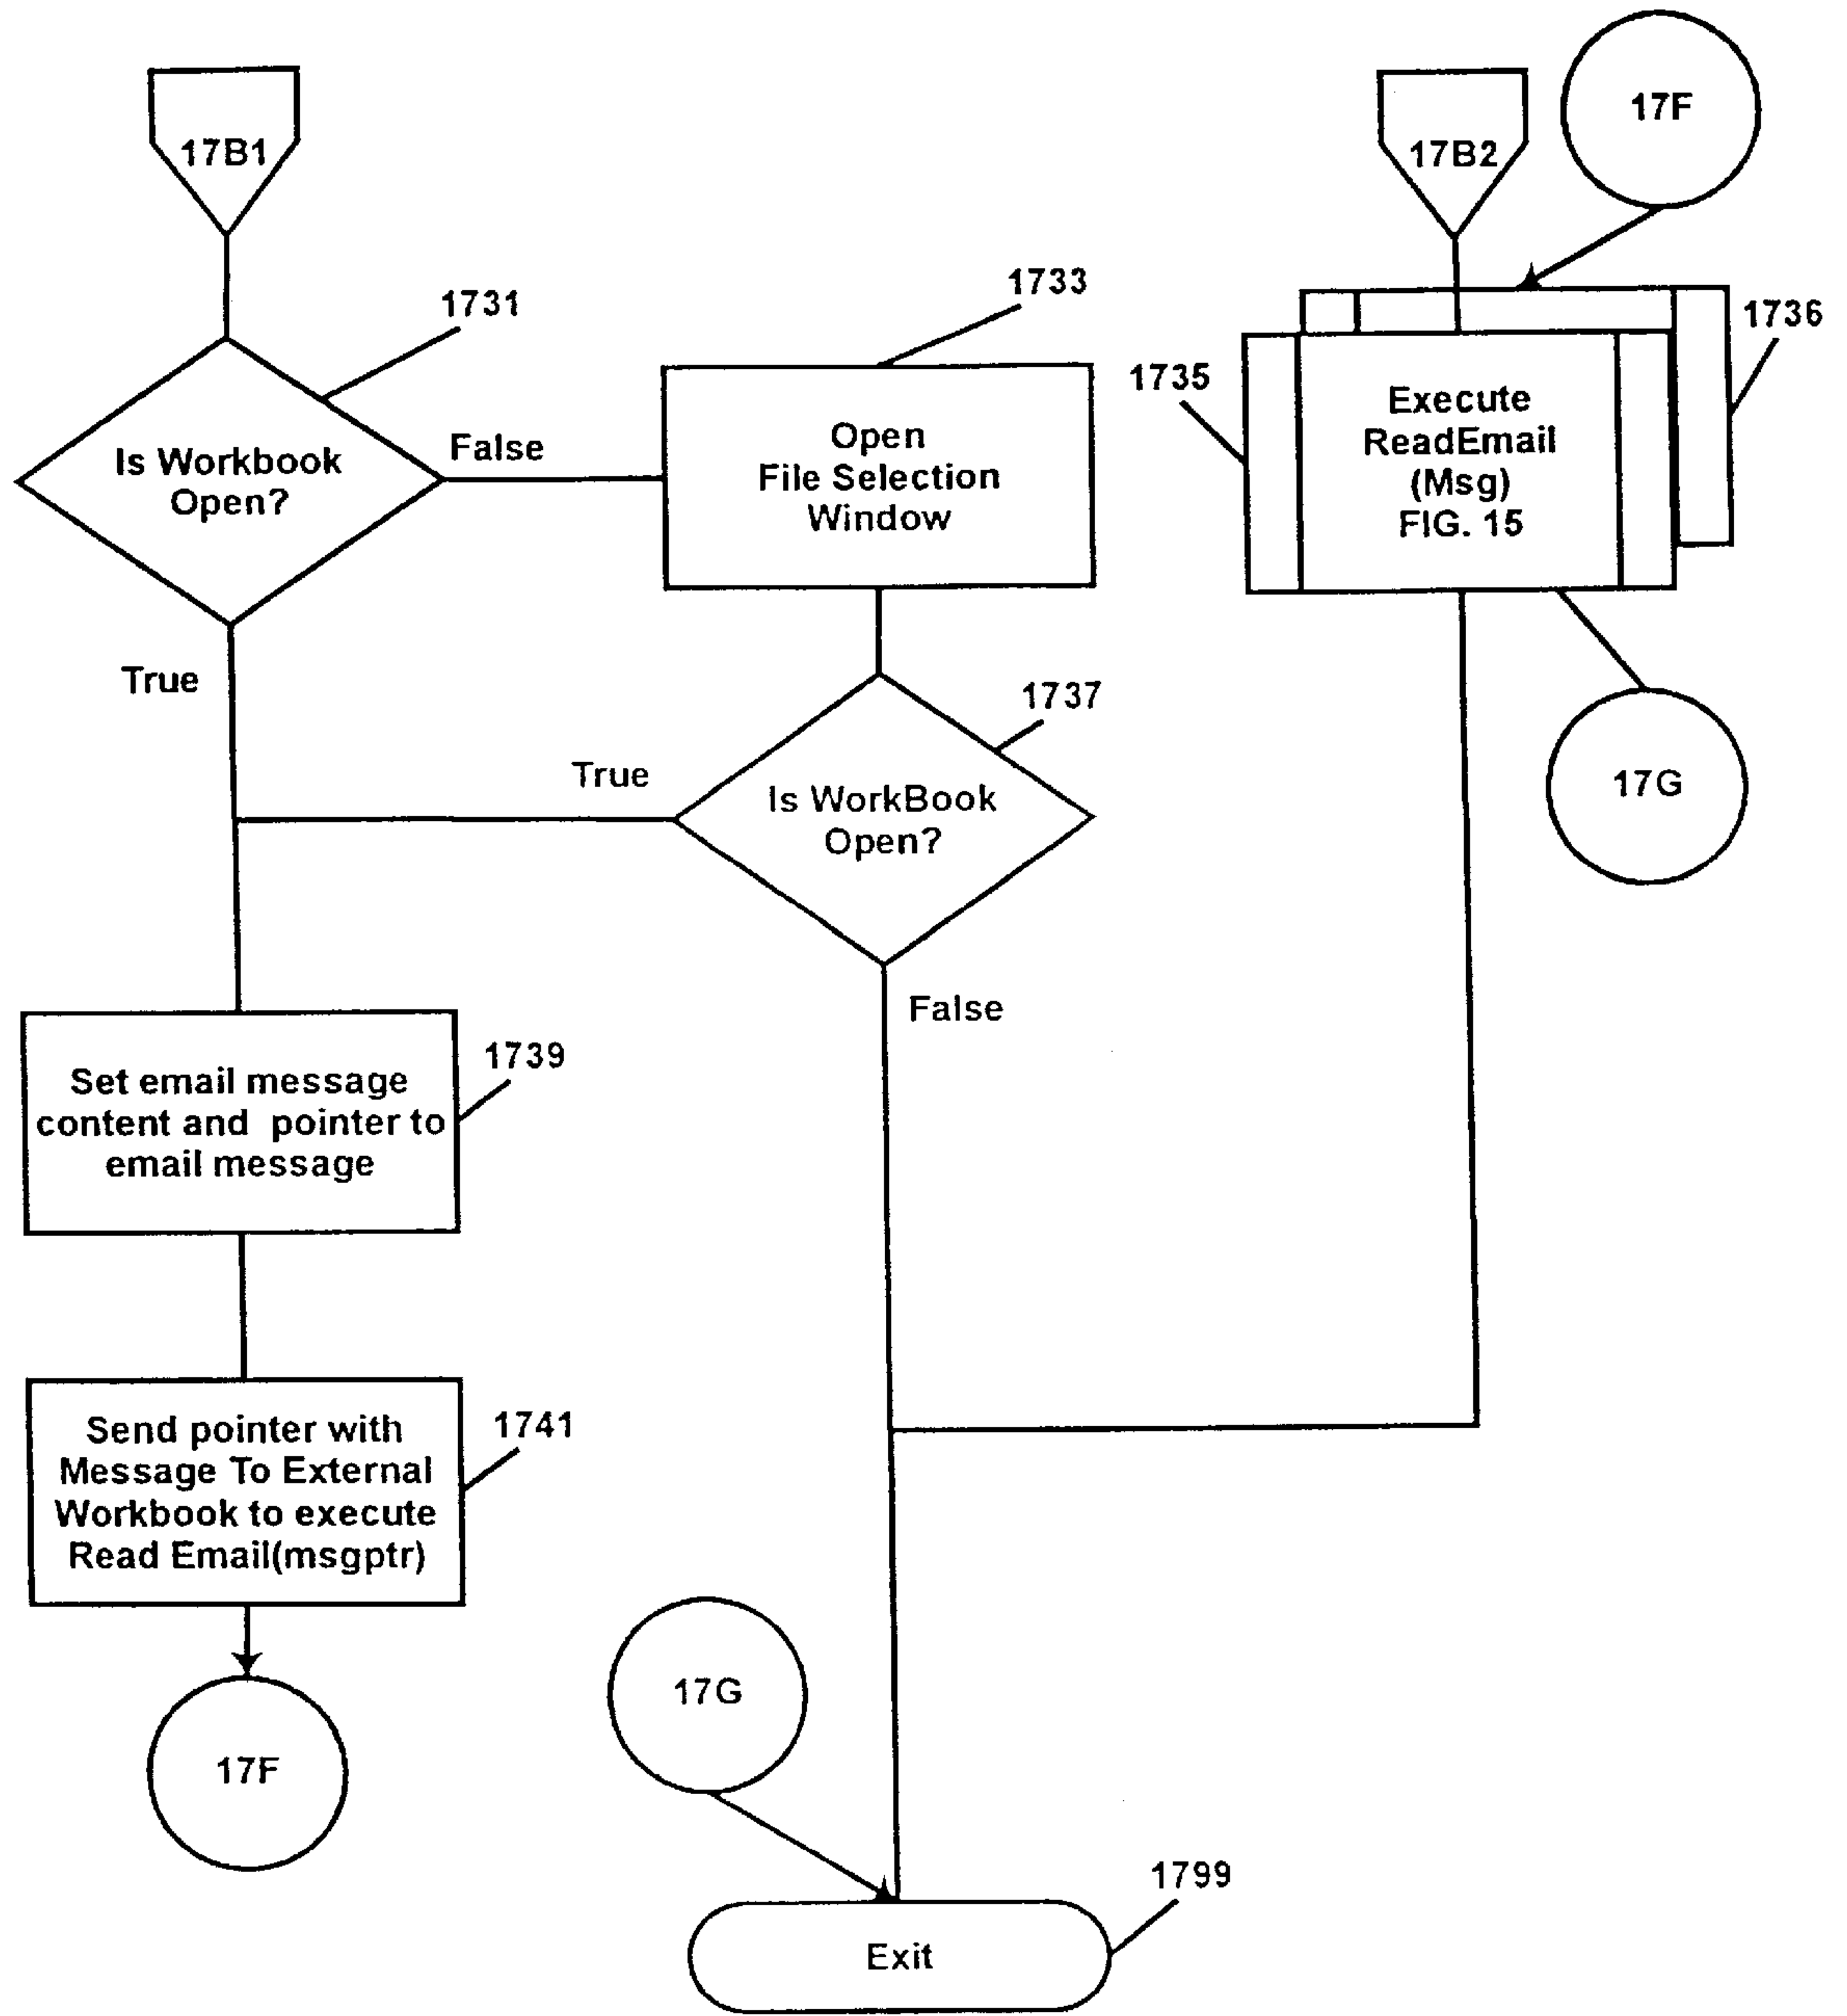 17B1
17B2
17F
1731
1733
1736
1735
Is Workbook
Open?
False
Open
File Selection
Window
Execute
ReadEmail
(Msg)
FIG. 15
True
1737
True
Is WorkBook
Open?
17G
False
1739
Set email message
content and pointer to
email message
1741
Send pointer with
Message To External
Workbook to execute
Read Email(msgptr)
17G
17F
1799
Exit